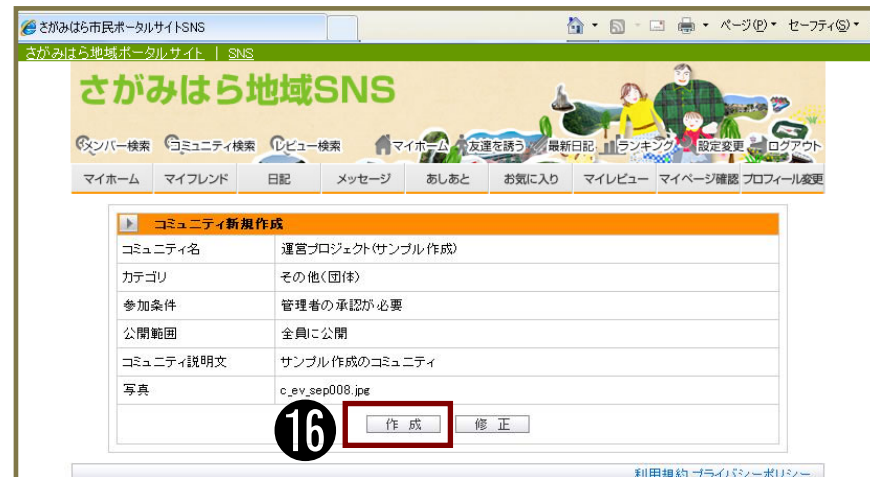 さがみはら市民ポータルサイトSNS
ページ(P)▼ セーフティ(S)▼
さがみはら地域ポータルサイト | SNS
さがみはら地域SNS
メンバー検索 コミュニティ検索 レビュー検索 マイホーム 友達を誘う 最新日記 ランキング 設定変更 ログアウト
マイホーム マイフレンド 日記 メッセージ あしあと お気に入り マイレビュー マイページ確認 プロフィール変更
コミュニティ新規作成
コミュニティ名 運営プロジェクト(サンプル作成)
カテゴリ その他(団体)
参加条件 管理者の承認が必要
公開範囲 全員に公開
コミュニティ説明文 サンプル作成のコミュニティ
写真 c_ev_sep008.jpg
⓰ 作 成 修 正
利用規約 プライバシーポリシー